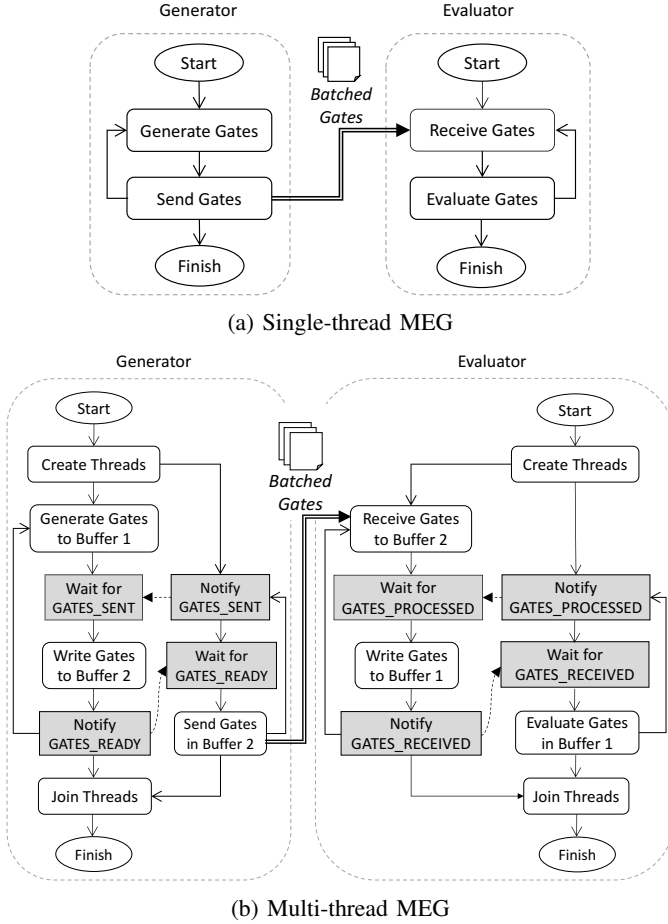 Generator
Evaluator
Start
Start
Batched
Gates
Generate Gates
Receive Gates
Send Gates
Evaluate Gates
Finish
Finish
(a) Single-thread MEG
Generator
Evaluator
Start
Start
Batched
Gates
Create Threads
Create Threads
Generate Gates
to Buffer 1
Receive Gates
to Buffer 2
Wait for
GATES_SENT
Notify
GATES_SENT
Wait for
GATES_PROCESSED
Notify
GATES_PROCESSED
Write Gates
to Buffer 2
Wait for
GATES_READY
Write Gates
to Buffer 1
Wait for
GATES_RECEIVED
Notify
GATES_READY
Send Gates
in Buffer 2
Notify
GATES_RECEIVED
Evaluate Gates
in Buffer 1
Join Threads
Join Threads
Finish
Finish
(b) Multi-thread MEG